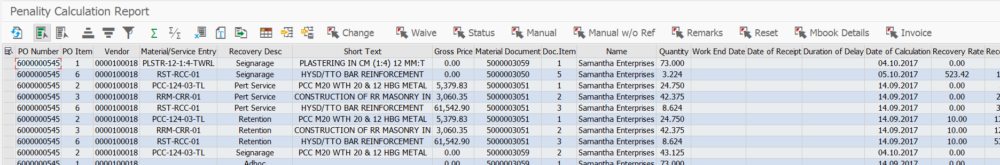 Penality Calculation Report
Change Waive Status Manual Manual w/o Ref Remarks Reset Mbook Details Invoice
PO Number PO Item Vendor Material/Service Entry Recovery Desc Short Text Gross Price Material Document Doc.Item Name Quantity Work End Date Date of Receipt Duration of Delay Date of Calculation Recovery Rate Reco
6000000545 1 0000100018 PLSTR-12-1:4-TWRL Seignarage PLASTERING IN CM (1:4) 12 MM:T 0.00 5000003059 1 Samantha Enterprises 73.000 04.10.2017 0.00
6000000545 6 0000100018 RST-RCC-01 Seignarage HYSD/TTO BAR REINFORCEMENT 0.00 5000003050 5 Samantha Enterprises 3.224 05.10.2017 523.42 1
6000000545 2 0000100018 PCC-124-03-TL Pert Service PCC M20 WTH 20 & 12 HBG METAL 5,379.83 5000003051 1 Samantha Enterprises 24.750 14.09.2017 0.00
6000000545 3 0000100018 RRM-CRR-01 Pert Service CONSTRUCTION OF RR MASONRY IN 3,060.35 5000003051 2 Samantha Enterprises 42.375 14.09.2017 0.00 2
6000000545 6 0000100018 RST-RCC-01 Pert Service HYSD/TTO BAR REINFORCEMENT 61,542.90 5000003051 3 Samantha Enterprises 8.624 14.09.2017 0.00 3
6000000545 2 0000100018 PCC-124-03-TL Retention PCC M20 WTH 20 & 12 HBG METAL 5,379.83 5000003051 1 Samantha Enterprises 24.750 14.09.2017 10.00 13
6000000545 3 0000100018 RRM-CRR-01 Retention CONSTRUCTION OF RR MASONRY IN 3,060.35 5000003051 2 Samantha Enterprises 42.375 14.09.2017 10.00 12
6000000545 6 0000100018 RST-RCC-01 Retention HYSD/TTO BAR REINFORCEMENT 61,542.90 5000003051 3 Samantha Enterprises 8.624 14.09.2017 10.00 53
6000000545 2 0000100018 PCC-124-03-TL Seignarage PCC M20 WTH 20 & 12 HBG METAL 0.00 5000003059 2 Samantha Enterprises 43.125 04.10.2017 0.00
6000000545 1 0000100018 Adhoc 0.00 5000003059 1 Samantha Enterprises 73.000 14.09.2017 0.00